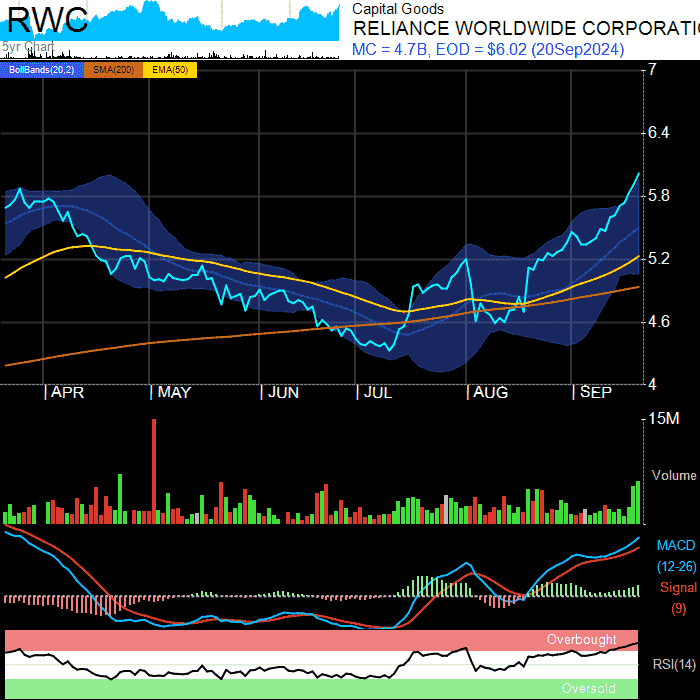 RWC
5yr Chart
Capital Goods
RELIANCE WORLDWIDE CORPORATI
MC = 4.7B, EOD = $6.02 (20Sep2024)
BollBands(20,2) SMA(200) EMA(50)
7
6.4
5.8
5.2
4.6
4
APR MAY JUN JUL AUG SEP
15M
Volume
MACD
(12-26)
Signal
(9)
Overbought
RSI(14)
Oversold